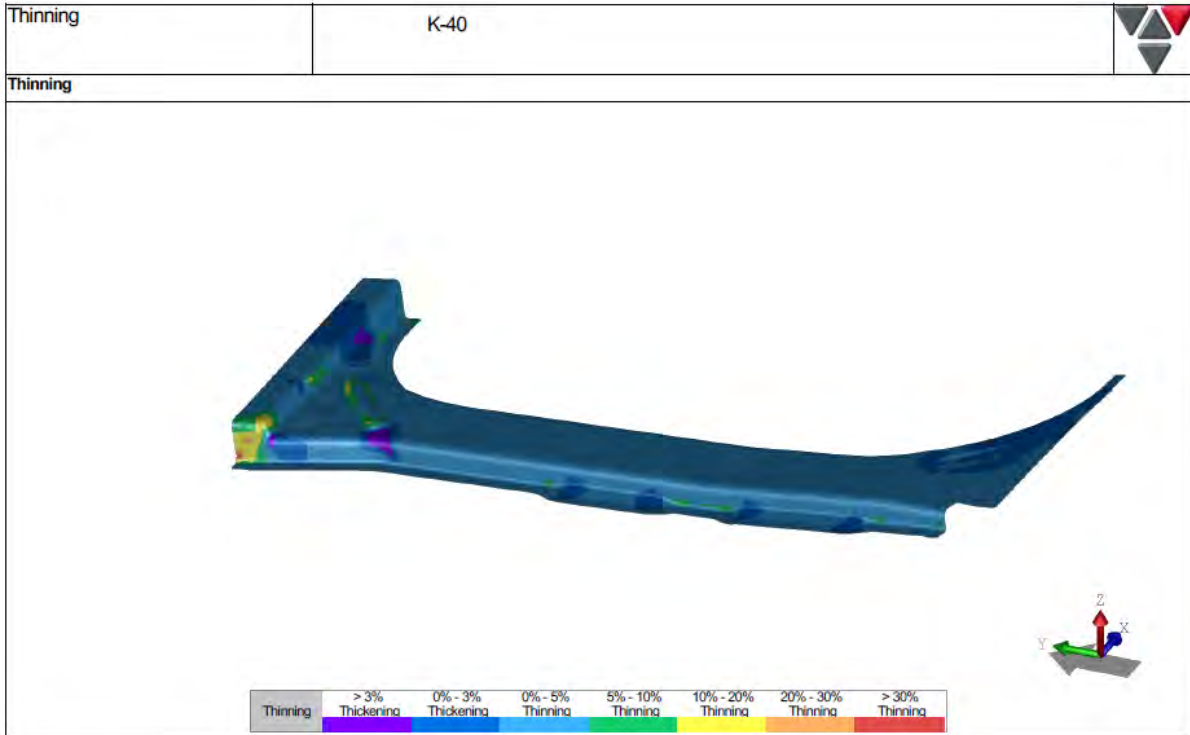 Thinning
K-40
Thinning
Z
X
Y
Thinning
> 3%
Thickening
0% - 3%
Thickening
0% - 5%
Thinning
5% - 10%
Thinning
10% - 20%
Thinning
20% - 30%
Thinning
> 30%
Thinning